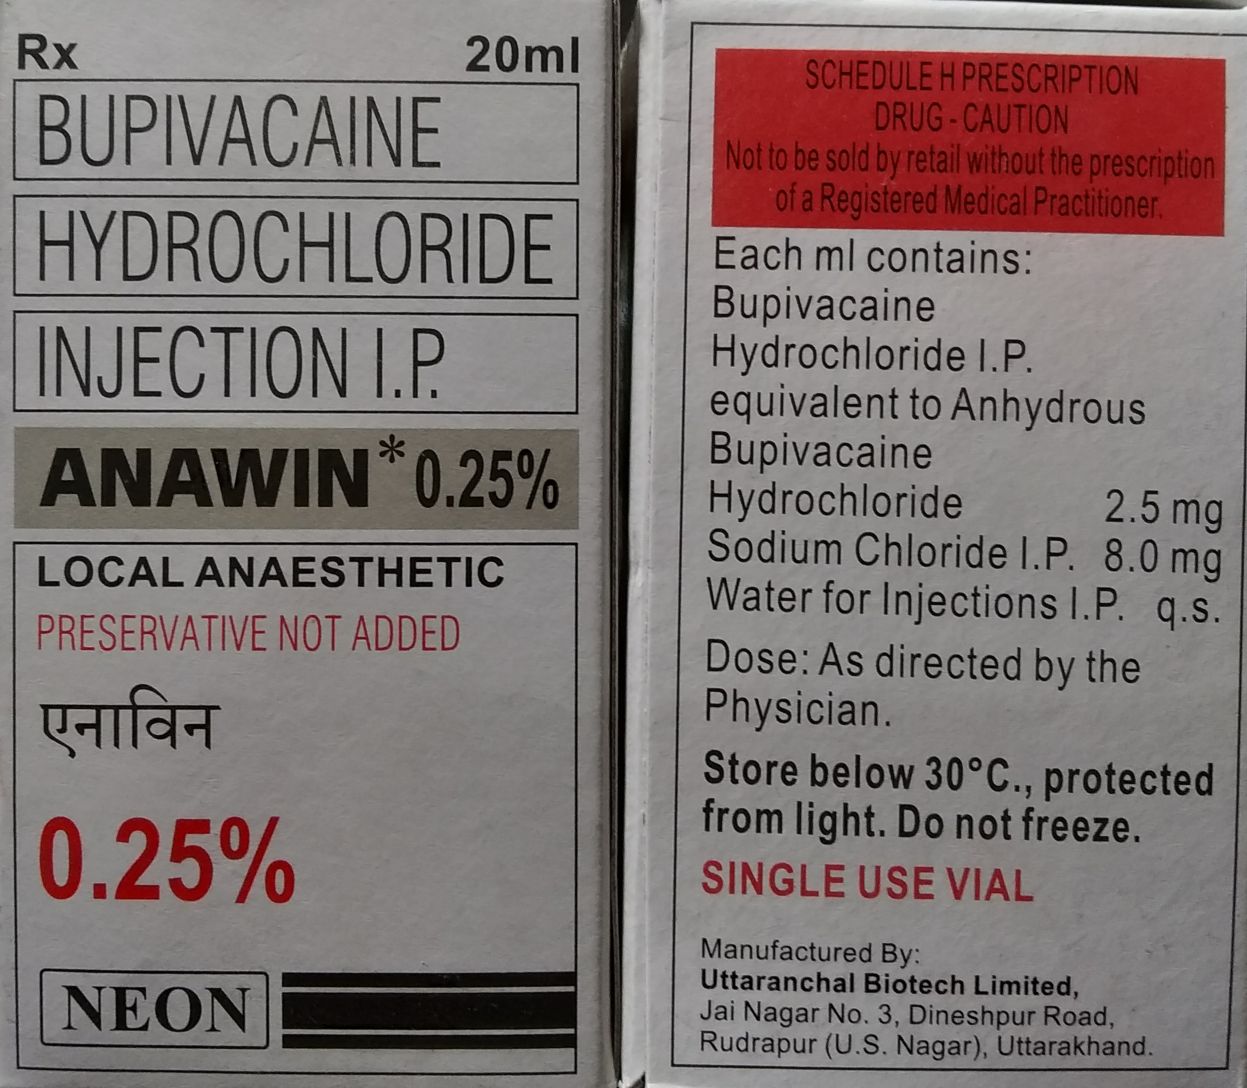 Rx 20ml
BUPIVACAINE
HYDROCHLORIDE
INJECTION I.P.
ANAWIN* 0.25%
LOCAL ANAESTHETIC
PRESERVATIVE NOT ADDED
एनाविन
0.25%
NEON
SCHEDULE H PRESCRIPTION
DRUG - CAUTION
Not to be sold by retail without the prescription
of a Registered Medical Practitioner.
Each ml contains:
Bupivacaine
Hydrochloride I.P.
equivalent to Anhydrous
Bupivacaine
Hydrochloride 2.5 mg
Sodium Chloride I.P. 8.0 mg
Water for Injections I.P. q.s.
Dose: As directed by the
Physician.
Store below 30°C., protected
from light. Do not freeze.
SINGLE USE VIAL
Manufactured By:
Uttaranchal Biotech Limited,
Jai Nagar No. 3, Dineshpur Road,
Rudrapur (U.S. Nagar), Uttarakhand.